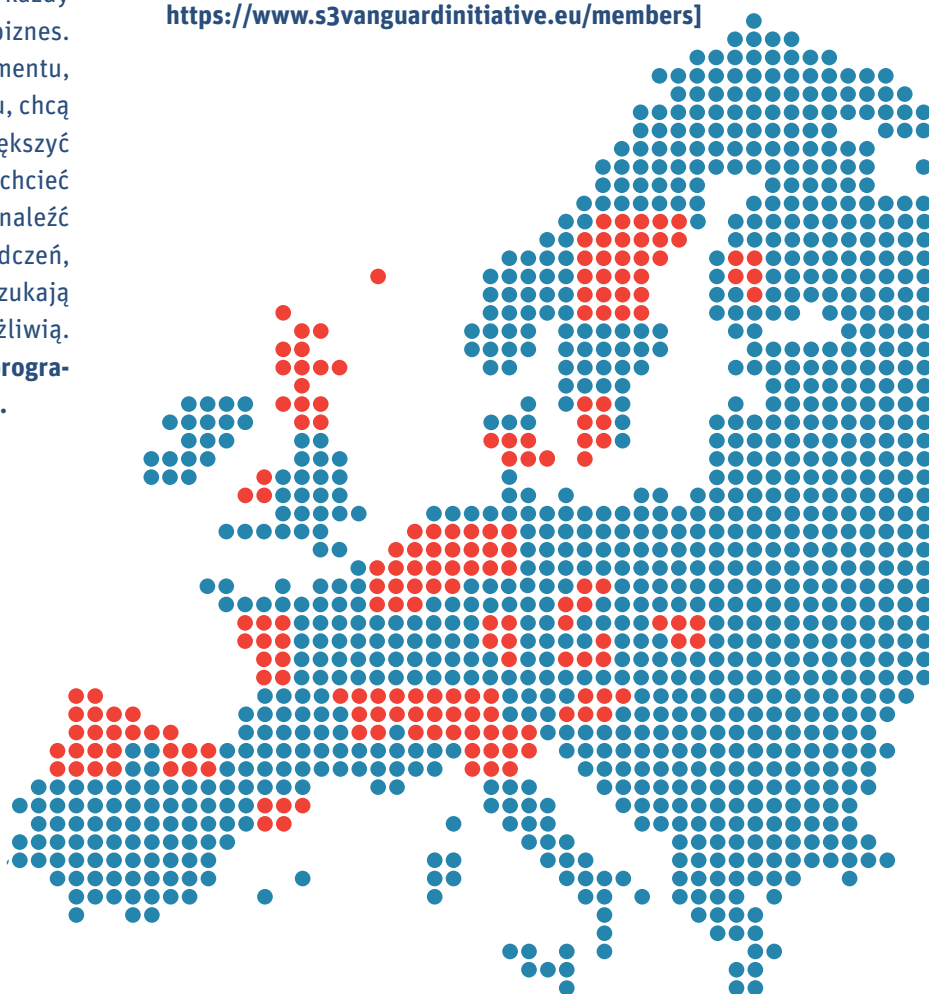 każdy
biznes.
mentu,
u, chcą
ększyć
chcieć
naleźć
dczeń,
zukają
żliwią.
rogra-
.
https://www.s3vanguardinitiative.eu/members]